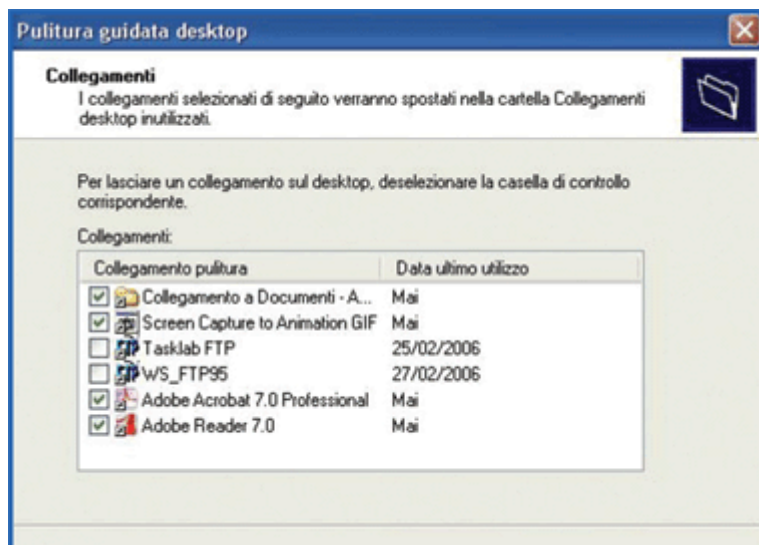 Pulitura guidata desktop
Collegamenti
I collegamenti selezionati di seguito verranno spostati nella cartella Collegamenti
desktop inutilizzati.
Per lasciare un collegamento sul desktop, deselezionare la casella di controllo
corrispondente.
Collegamenti:
Collegamento pulitura Data ultimo utilizzo
Collegamento a Documenti - A... Mai
Screen Capture to Animation GIF Mai
Tasklab FTP 25/02/2006
WS_FTP95 27/02/2006
Adobe Acrobat 7.0 Professional Mai
Adobe Reader 7.0 Mai